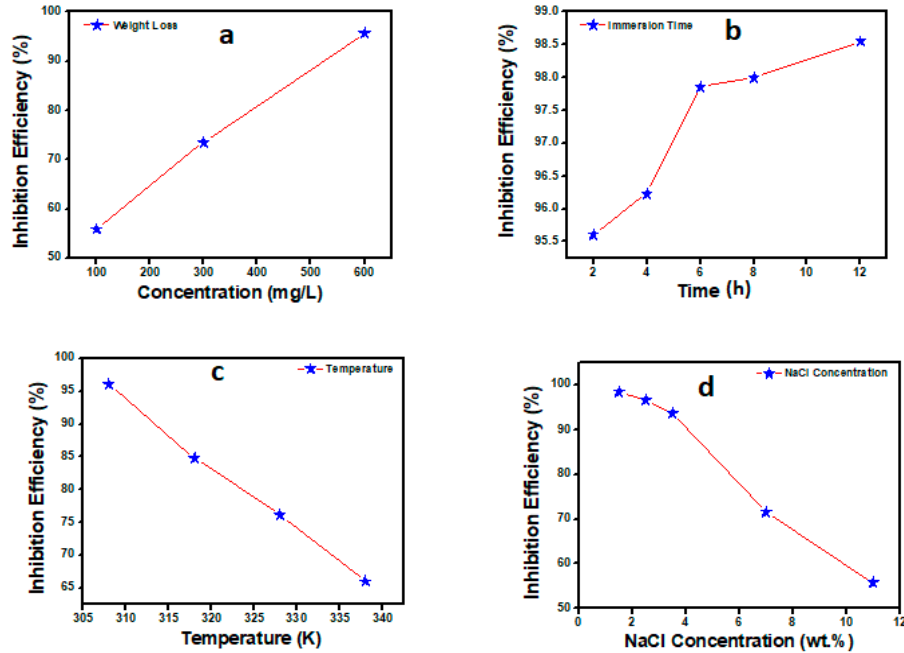 Weight Loss
a
Inhibition Efficiency (%)
100
90
80
70
60
50
100 200 300 400 500 600
Concentration (mg/L)
Immersion Time
b
Inhibition Efficiency (%)
99.0
98.5
98.0
97.5
97.0
96.5
96.0
95.5
2 4 6 8 10 12
Time (h)
c
Temperature
Inhibition Efficiency (%)
100
95
90
85
80
75
70
65
305 310 315 320 325 330 335 340
Temperature (K)
NaCl Concentration
d
Inhibition Efficiency (%)
100
90
80
70
60
50
0 2 4 6 8 10 12
NaCl Concentration (wt.%)